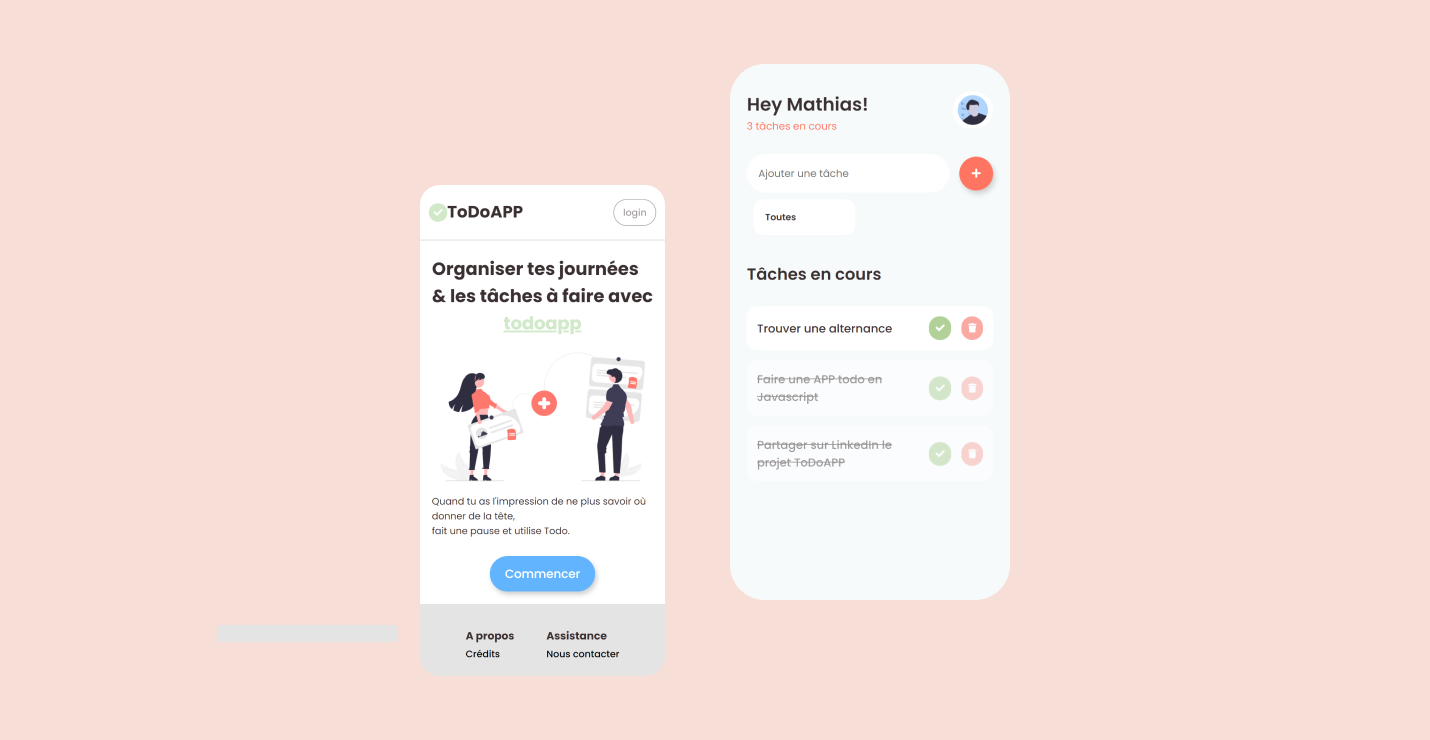 ToDoAPP
login
Organiser tes journées
& les tâches à faire avec
todoapp
Quand tu as l'impression de ne plus savoir où
donner de la tête,
fait une pause et utilise Todo.
Commencer
A propos
Assistance
Crédits
Nous contacter
Hey Mathias!
3 tâches en cours
Ajouter une tâche
Toutes
Tâches en cours
Trouver une alternance
Faire une APP todo en
Javascript
Partager sur LinkedIn le
projet ToDoAPP